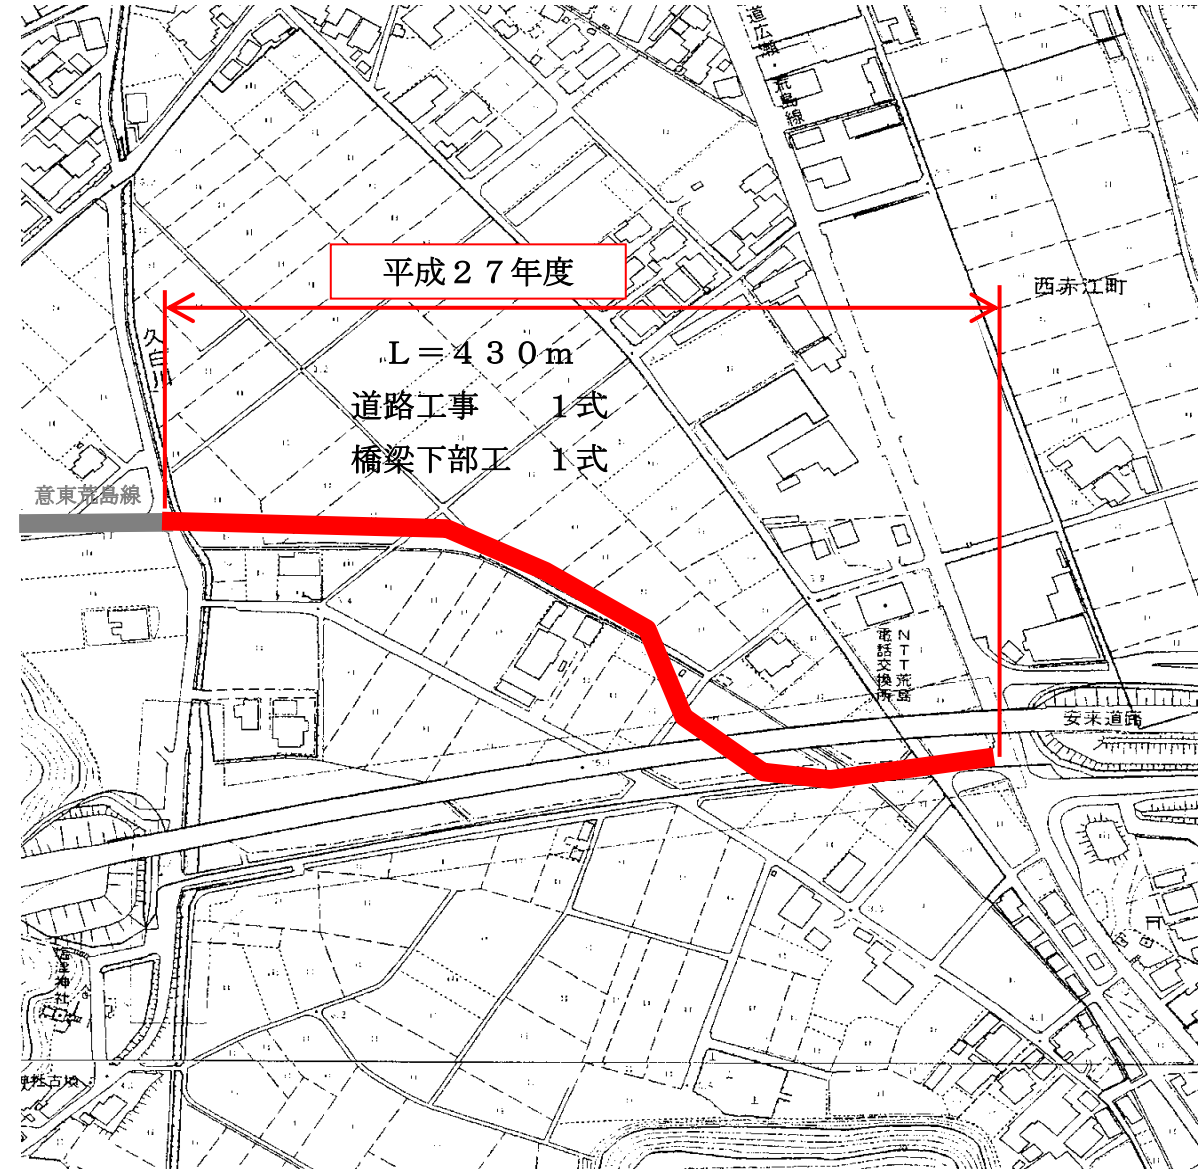 道広瀬・荒島線
平成２７年度
西赤江町
久白川
Ｌ＝４３０ｍ
道路工事　１式
橋梁下部工　１式
意東荒島線
ＮＴＴ荒島
電話交換所
安来道路
神社